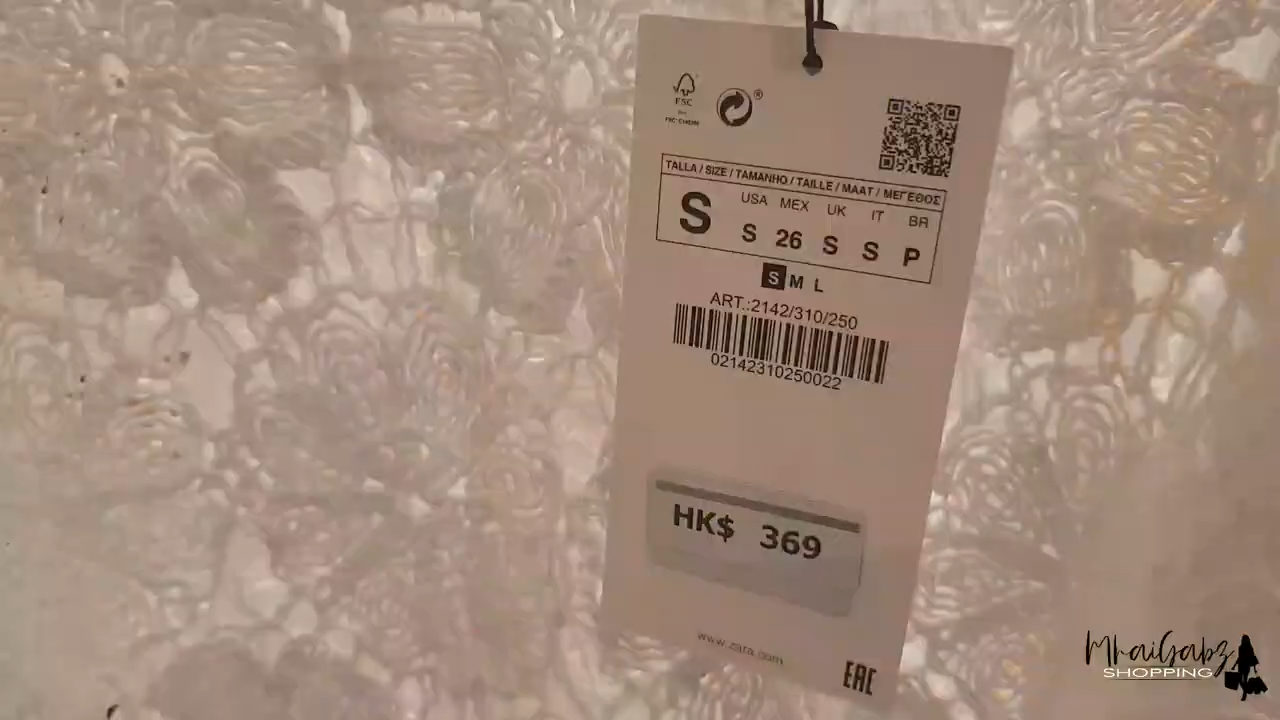 FSC
®
TALLA / SIZE / TAMANHO / TAILLE / MAAT / ΜΕΓΕΘΟΣ
S
USA MEX UK IT BR
S 26 S S P
S M L
ART.:2142/310/250
02142310250022
HK$ 369
www.zara.com
EAC
MhaiGabz
SHOPPING